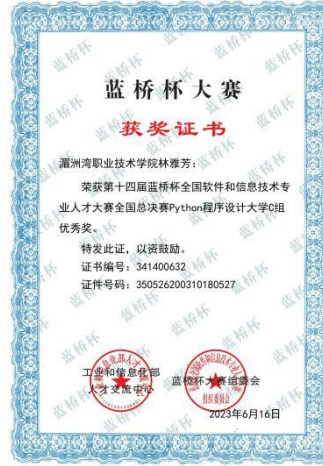 蓝桥杯大赛
获奖证书
湄洲湾职业技术学院林雅芳：
荣获第十四届蓝桥杯全国软件和信息技术专
业人才大赛全国总决赛Python程序设计大学C组
优秀奖。
特发此证，以资鼓励。
证书编号：341400632
证件号码：350526200310180527
工业和信息化部
人才交流中心
蓝桥杯大赛组委会
2023年6月16日